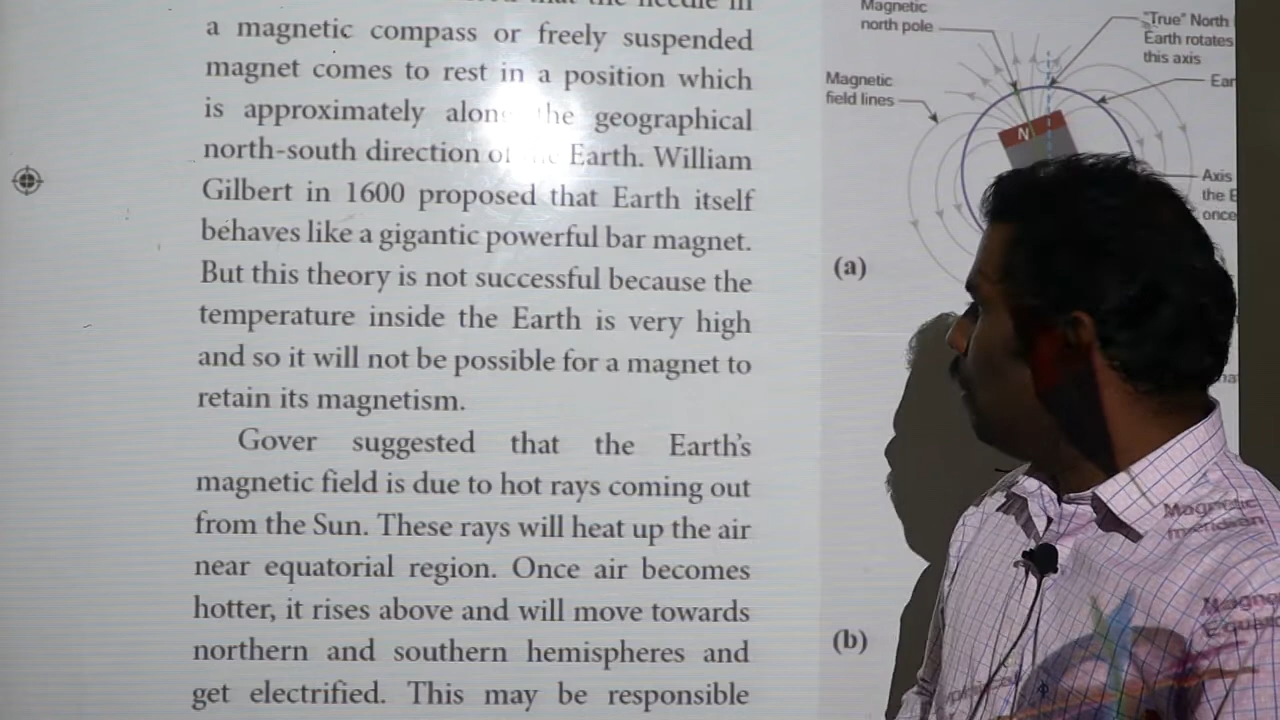 a magnetic compass or freely suspended
magnet comes to rest in a position which
is approximately along the geographical
north-south direction of the Earth. William
Gilbert in 1600 proposed that Earth itself
behaves like a gigantic powerful bar magnet.
But this theory is not successful because the
temperature inside the Earth is very high
and so it will not be possible for a magnet to
retain its magnetism.
Gover suggested that the Earth's
magnetic field is due to hot rays coming out
from the Sun. These rays will heat up the air
near equatorial region. Once air becomes
hotter, it rises above and will move towards
northern and southern hemispheres and
get electrified. This may be responsible
Magnetic
north pole
"True" North
Earth rotates
this axis
Magnetic
field lines
N
Axis
the
once
(a)
Magnetic
meridian
(b)